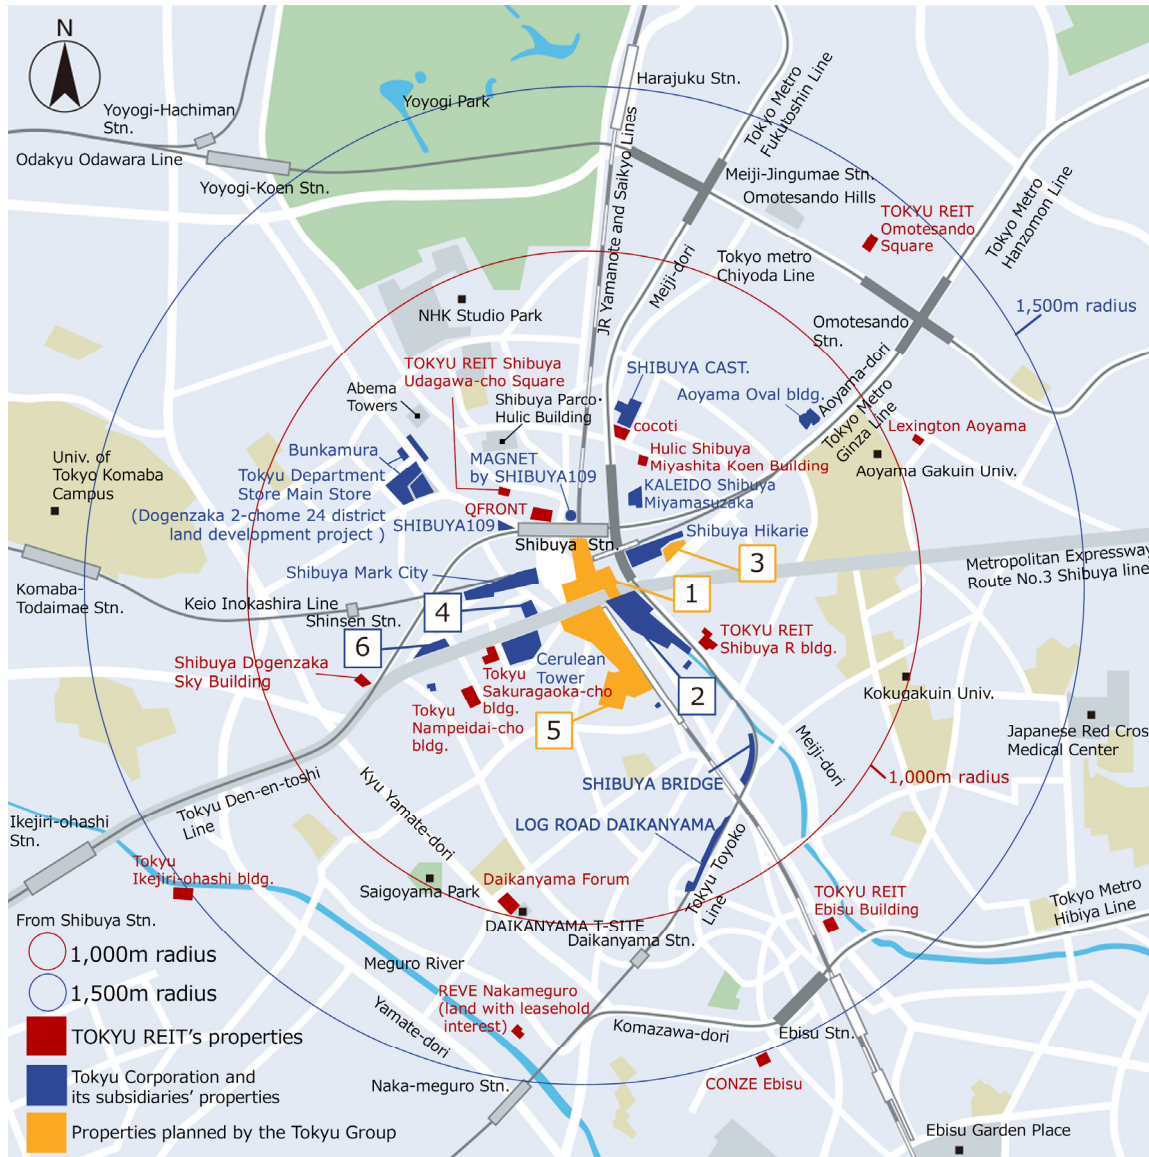 N
Harajuku Stn.
Yoyogi Park
Yoyogi-Hachiman
Stn.
Odakyu Odawara Line
Yoyogi-Koen Stn.
Tokyo Metro
Fukutoshin Line
JR Yamanote and Saikyo Lines
Meiji-Jingumae Stn.
Omotesando Hills
TOKYU REIT
Omotesando
Square
Tokyo Metro
Hanzomon Line
Tokyo metro
Chiyoda Line
Meiji-dori
1,500m radius
NHK Studio Park
Omotesando
Stn.
TOKYU REIT Shibuya
Udagawa-cho Square
SHIBUYA CAST.
Aoyama Oval bldg.
Aoyama-dori
Tokyo Metro
Ginza Line
Abema
Towers
Shibuya Parco·
Hulic Building
cocoti
Lexington Aoyama
Hulic Shibuya
Miyashita Koen Building
Aoyama Gakuin Univ.
Bunkamura
MAGNET
by SHIBUYA109
Univ. of
Tokyo Komaba
Campus
Tokyu Department
Store Main Store
(Dogenzaka 2-chome 24 district
land development project )
KALEIDO Shibuya
Miyamasuzaka
QFRONT
SHIBUYA109
Shibuya Stn.
Shibuya Hikarie
3
Metropolitan Expressway
Route No.3 Shibuya line
Shibuya Mark City
Komaba-
Todaimae Stn.
Keio Inokashira Line
Shinsen Stn.
1
4
6
TOKYU REIT
Shibuya R bldg.
Shibuya Dogenzaka
Sky Building
Cerulean
Tower
Tokyu
Sakuragaoka-cho
bldg.
2
Kokugakuin Univ.
Tokyu
Nampeidai-cho
bldg.
5
Japanese Red Cros
Medical Center
Meiji-dori
1,000m radius
SHIBUYA BRIDGE
Tokyu Den-en-toshi
Line
Kyu Yamate-dori
Ikejiri-ohashi
Stn.
LOG ROAD DAIKANYAMA
Tokyu Toyoko
Line
Tokyu
Ikejiri-ohashi bldg.
Saigoyama Park
Daikanyama Forum
TOKYU REIT
Ebisu Building
Tokyo Metro
Hibiya Line
DAIKANYAMA T-SITE
Daikanyama Stn.
From Shibuya Stn.
1,000m radius
1,500m radius
Meguro River
Yamate-dori
REVE Nakameguro
(land with leasehold
interest)
Komazawa-dori
Ebisu Stn.
TOKYU REIT's properties
Tokyu Corporation and
its subsidiaries' properties
Naka-meguro Stn.
CONZE Ebisu
Properties planned by the Tokyu Group
Ebisu Garden Place